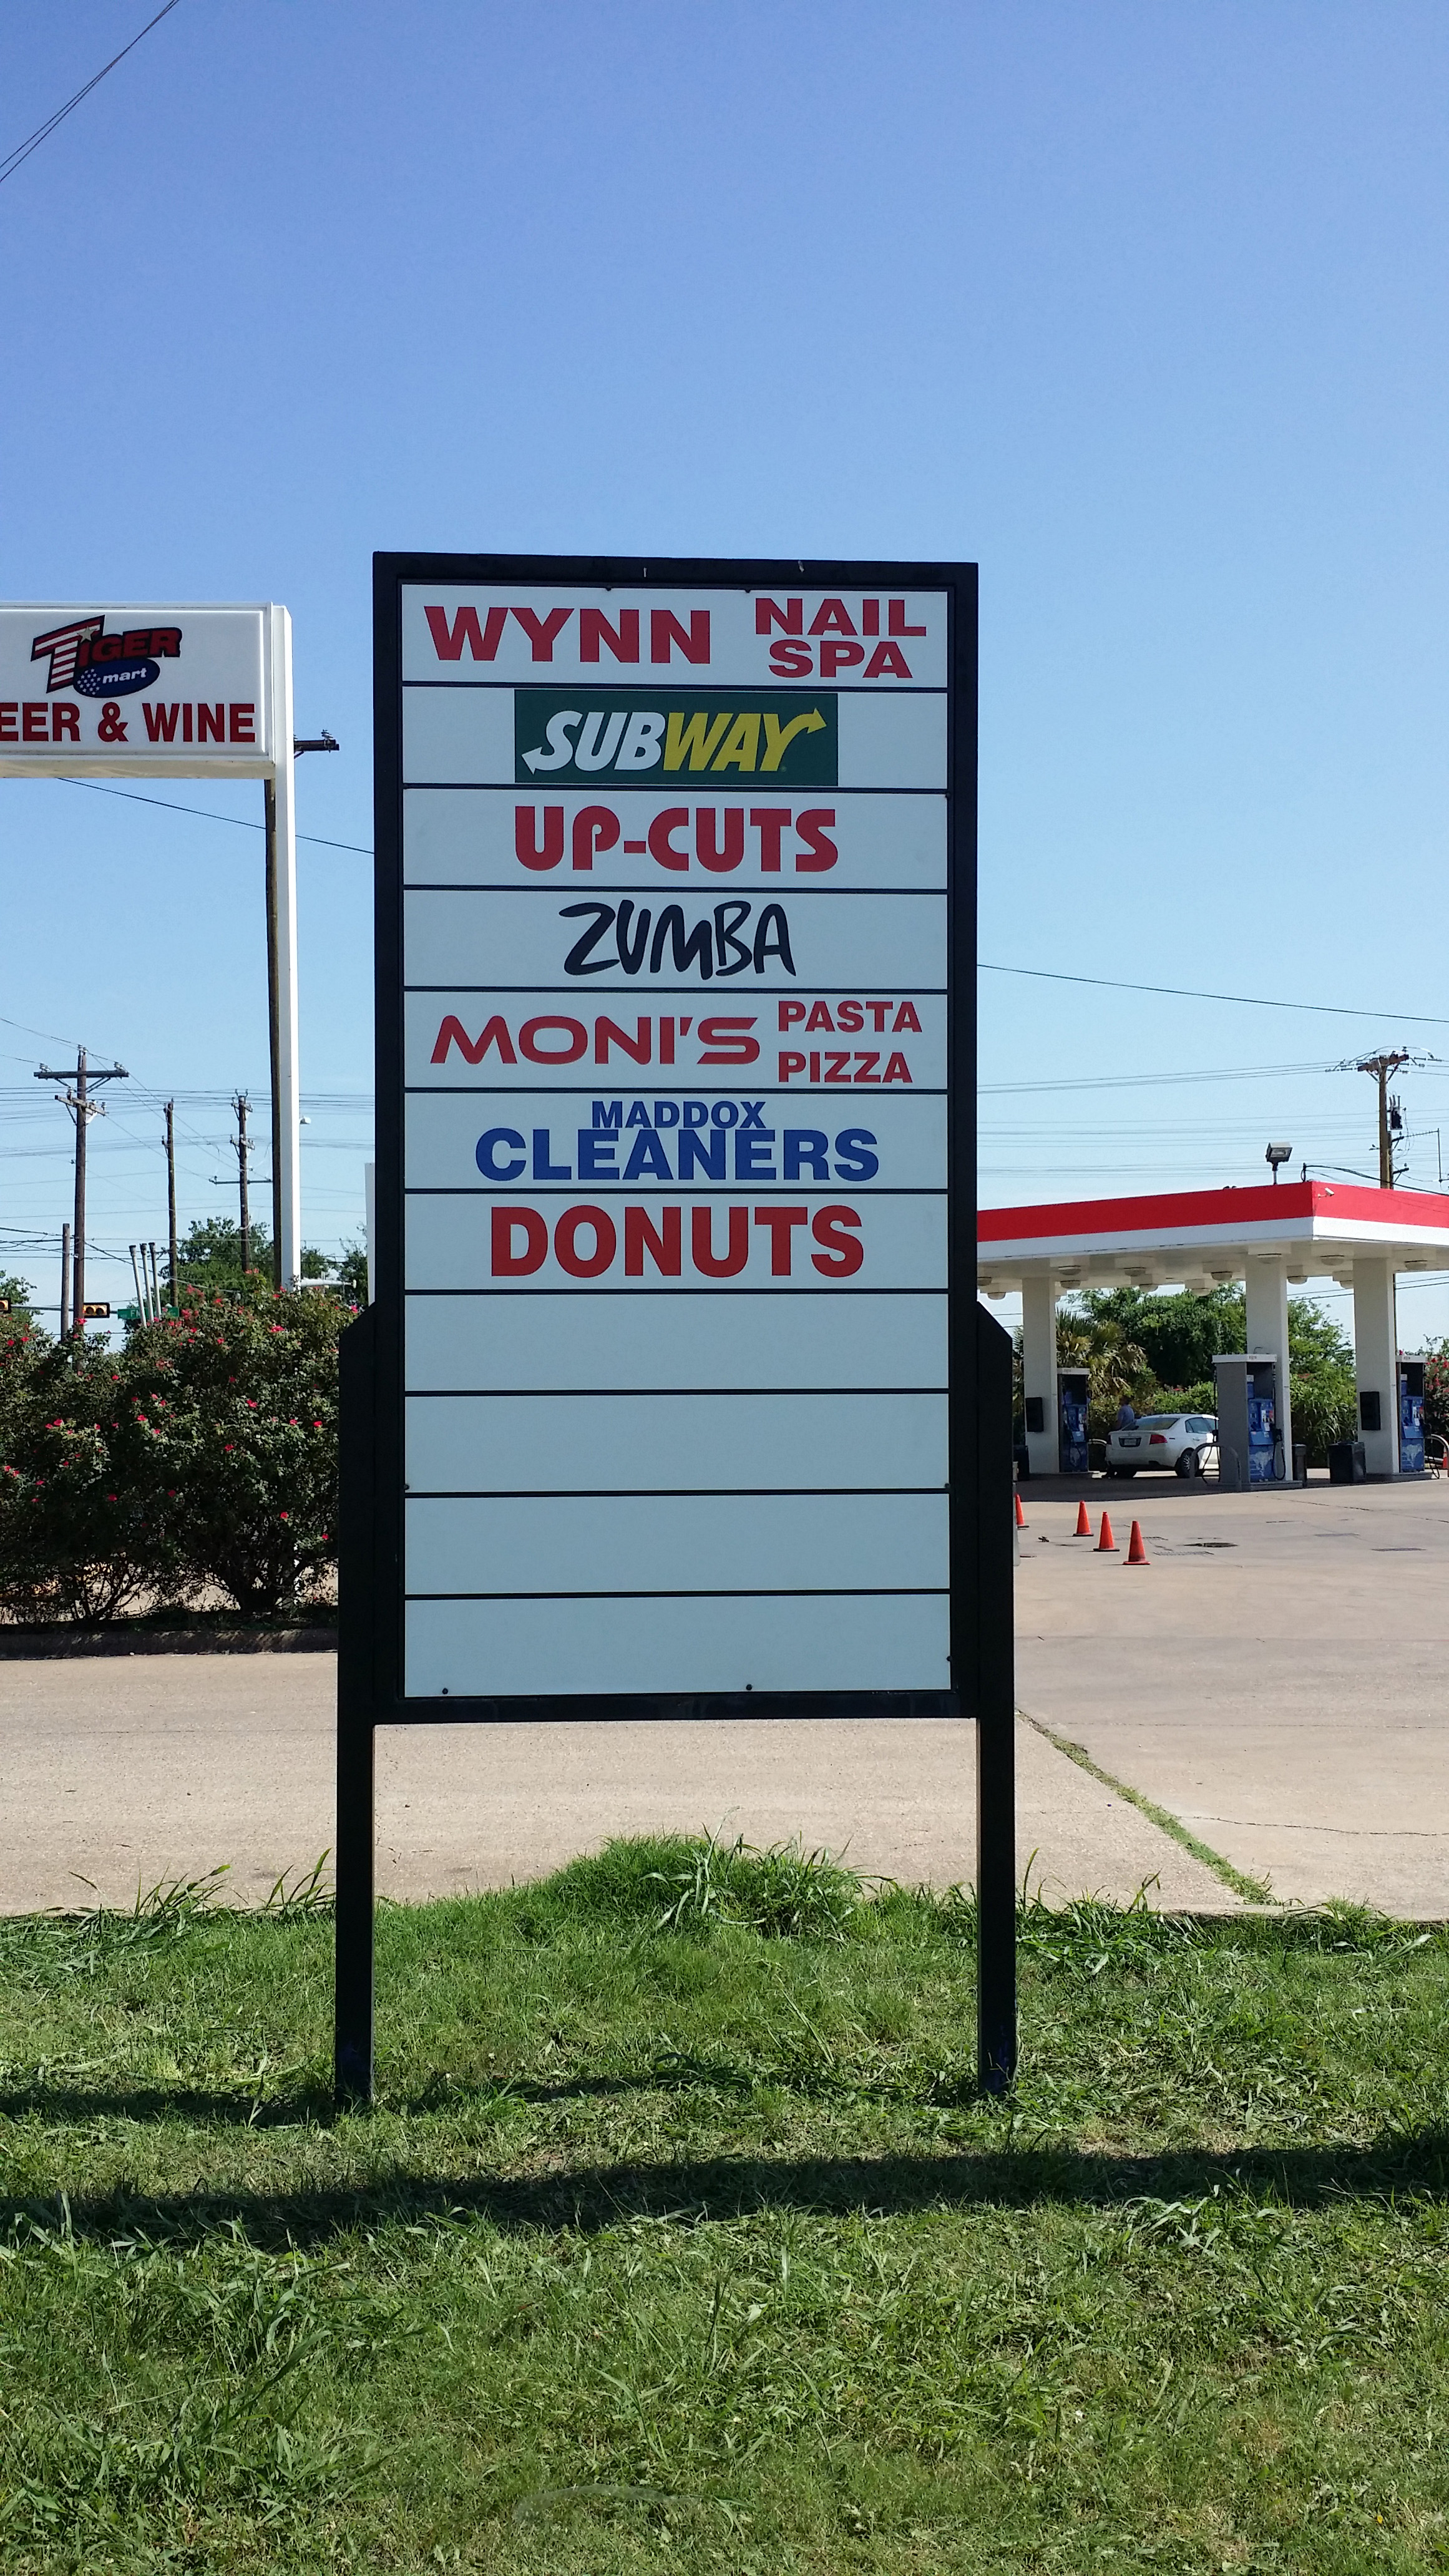 WYNN NAIL SPA
SUBWAY
UP-CUTS
ZUMBA
MONI'S PASTA PIZZA
MADDOX
CLEANERS
DONUTS
TIGER
mart
EER & WINE